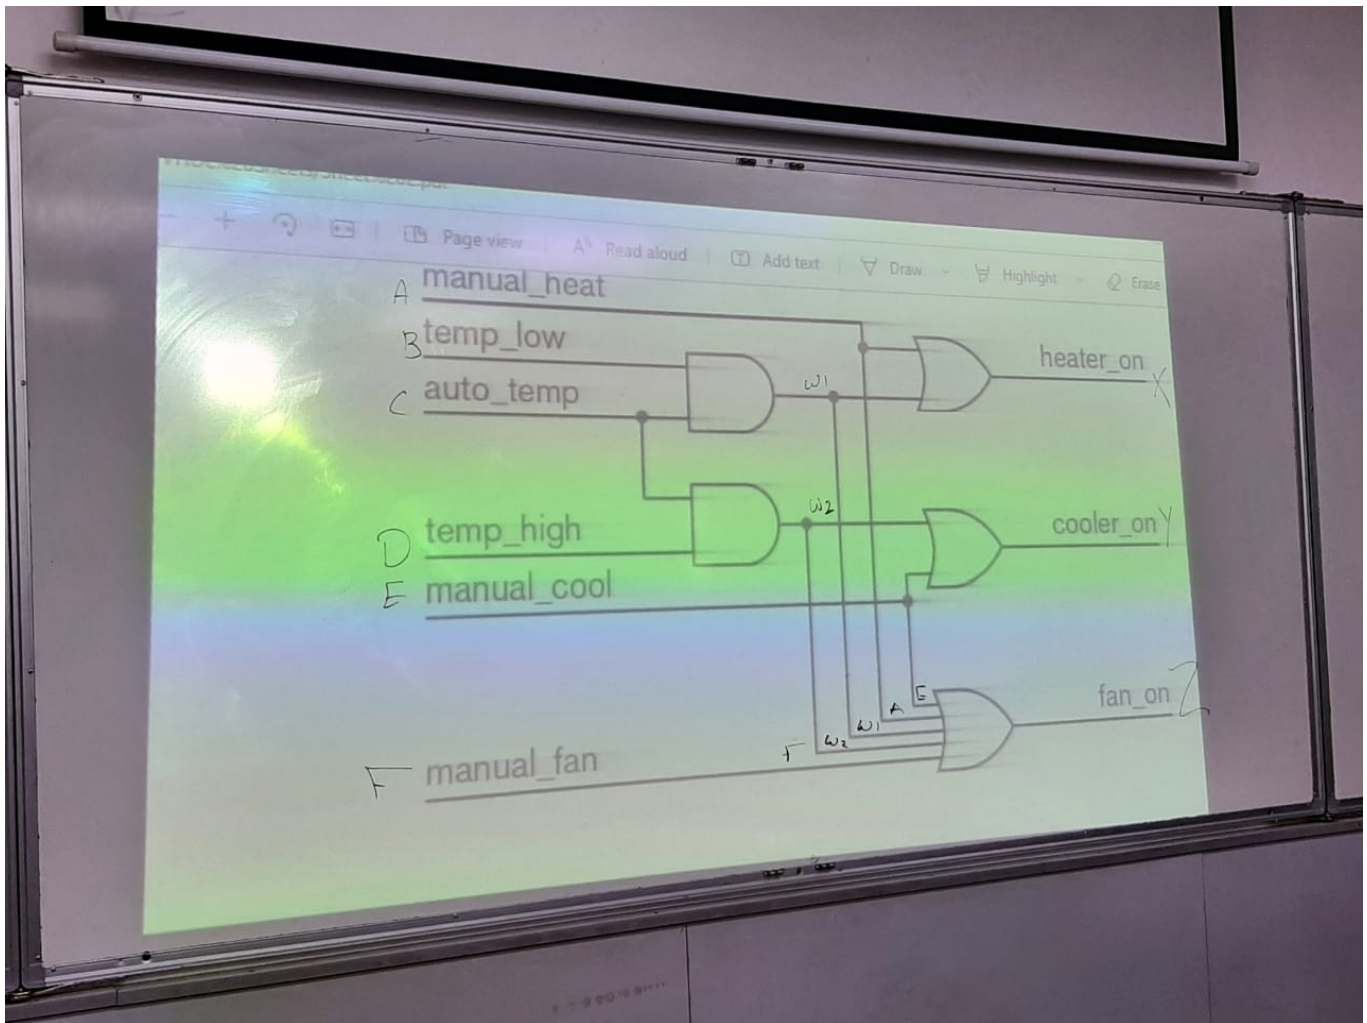 Page view Read aloud Add text Draw Highlight Erase
A manual_heat
B temp_low
heater_on X
C auto_temp
W1
W2
D temp_high
cooler_on Y
E manual_cool
E
A
W1
W2
F
fan_on Z
F manual_fan